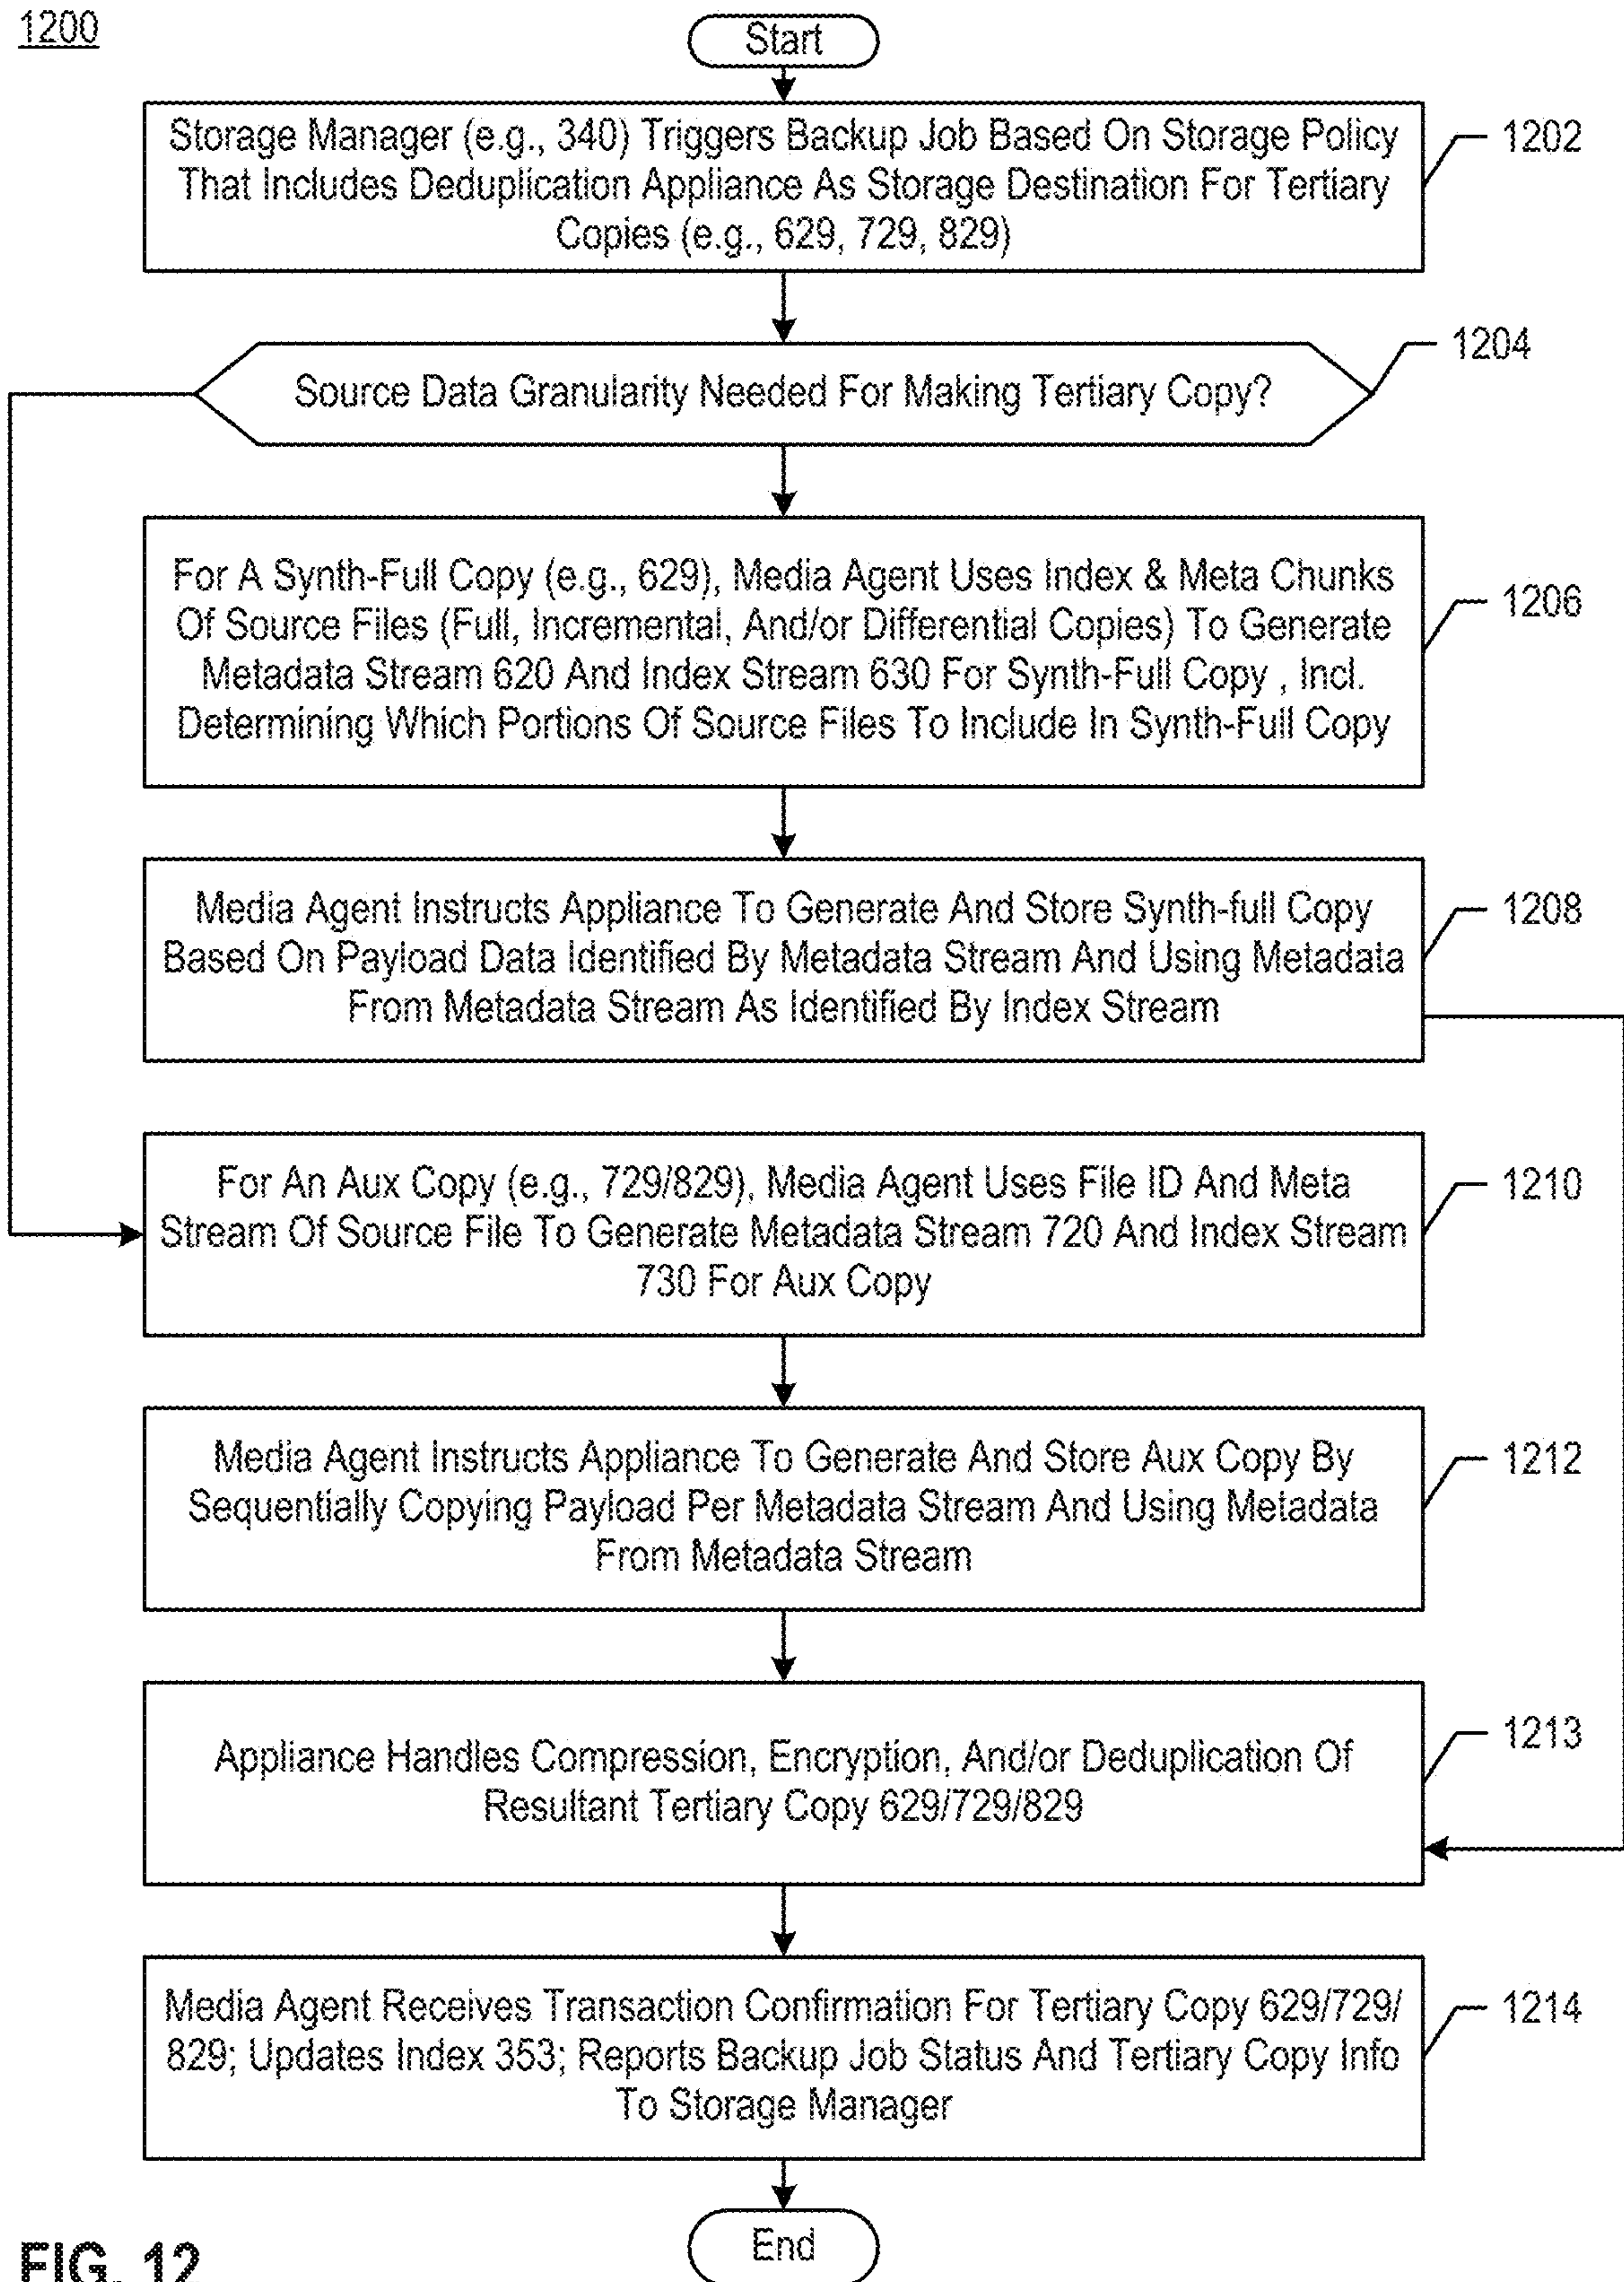 1200
Start
Storage Manager (e.g., 340) Triggers Backup Job Based On Storage Policy
That Includes Deduplication Appliance As Storage Destination For Tertiary
Copies (e.g., 629, 729, 829)
1202
Source Data Granularity Needed For Making Tertiary Copy?
1204
For A Synth-Full Copy (e.g., 629), Media Agent Uses Index & Meta Chunks
Of Source Files (Full, Incremental, And/or Differential Copies) To Generate
Metadata Stream 620 And Index Stream 630 For Synth-Full Copy , Incl.
Determining Which Portions Of Source Files To Include In Synth-Full Copy
1206
Media Agent Instructs Appliance To Generate And Store Synth-full Copy
Based On Payload Data Identified By Metadata Stream And Using Metadata
From Metadata Stream As Identified By Index Stream
1208
For An Aux Copy (e.g., 729/829), Media Agent Uses File ID And Meta
Stream Of Source File To Generate Metadata Stream 720 And Index Stream
730 For Aux Copy
1210
Media Agent Instructs Appliance To Generate And Store Aux Copy By
Sequentially Copying Payload Per Metadata Stream And Using Metadata
From Metadata Stream
1212
Appliance Handles Compression, Encryption, And/or Deduplication Of
Resultant Tertiary Copy 629/729/829
1213
Media Agent Receives Transaction Confirmation For Tertiary Copy 629/729/
829; Updates Index 353; Reports Backup Job Status And Tertiary Copy Info
To Storage Manager
1214
End
FIG. 12